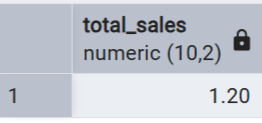 total_sales
numeric (10,2)
1 1.20